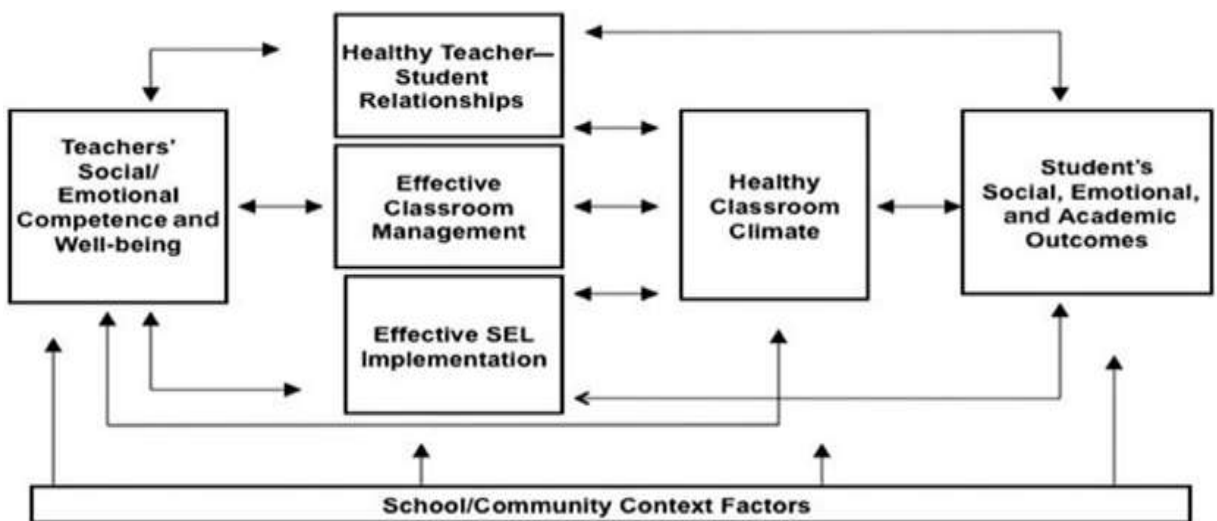 Healthy Teacher—
Student
Relationships
Teachers'
Social/
Emotional
Competence and
Well-being
Effective
Classroom
Management
Effective SEL
Implementation
Healthy
Classroom
Climate
Student's
Social, Emotional,
and Academic
Outcomes
School/Community Context Factors